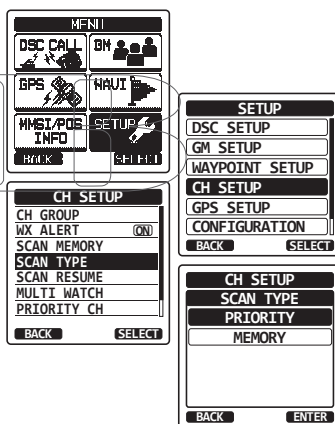 MENU
DSC CALL
GM
GPS
NAVI
MMSI/POS
INFO
SETUP
BACK
SELECT
SETUP
DSC SETUP
GM SETUP
WAYPOINT SETUP
CH SETUP
GPS SETUP
CONFIGURATION
BACK
SELECT
CH SETUP
CH GROUP
WX ALERT ON
SCAN MEMORY
SCAN TYPE
SCAN RESUME
MULTI WATCH
PRIORITY CH
BACK
SELECT
CH SETUP
SCAN TYPE
PRIORITY
MEMORY
BACK
ENTER